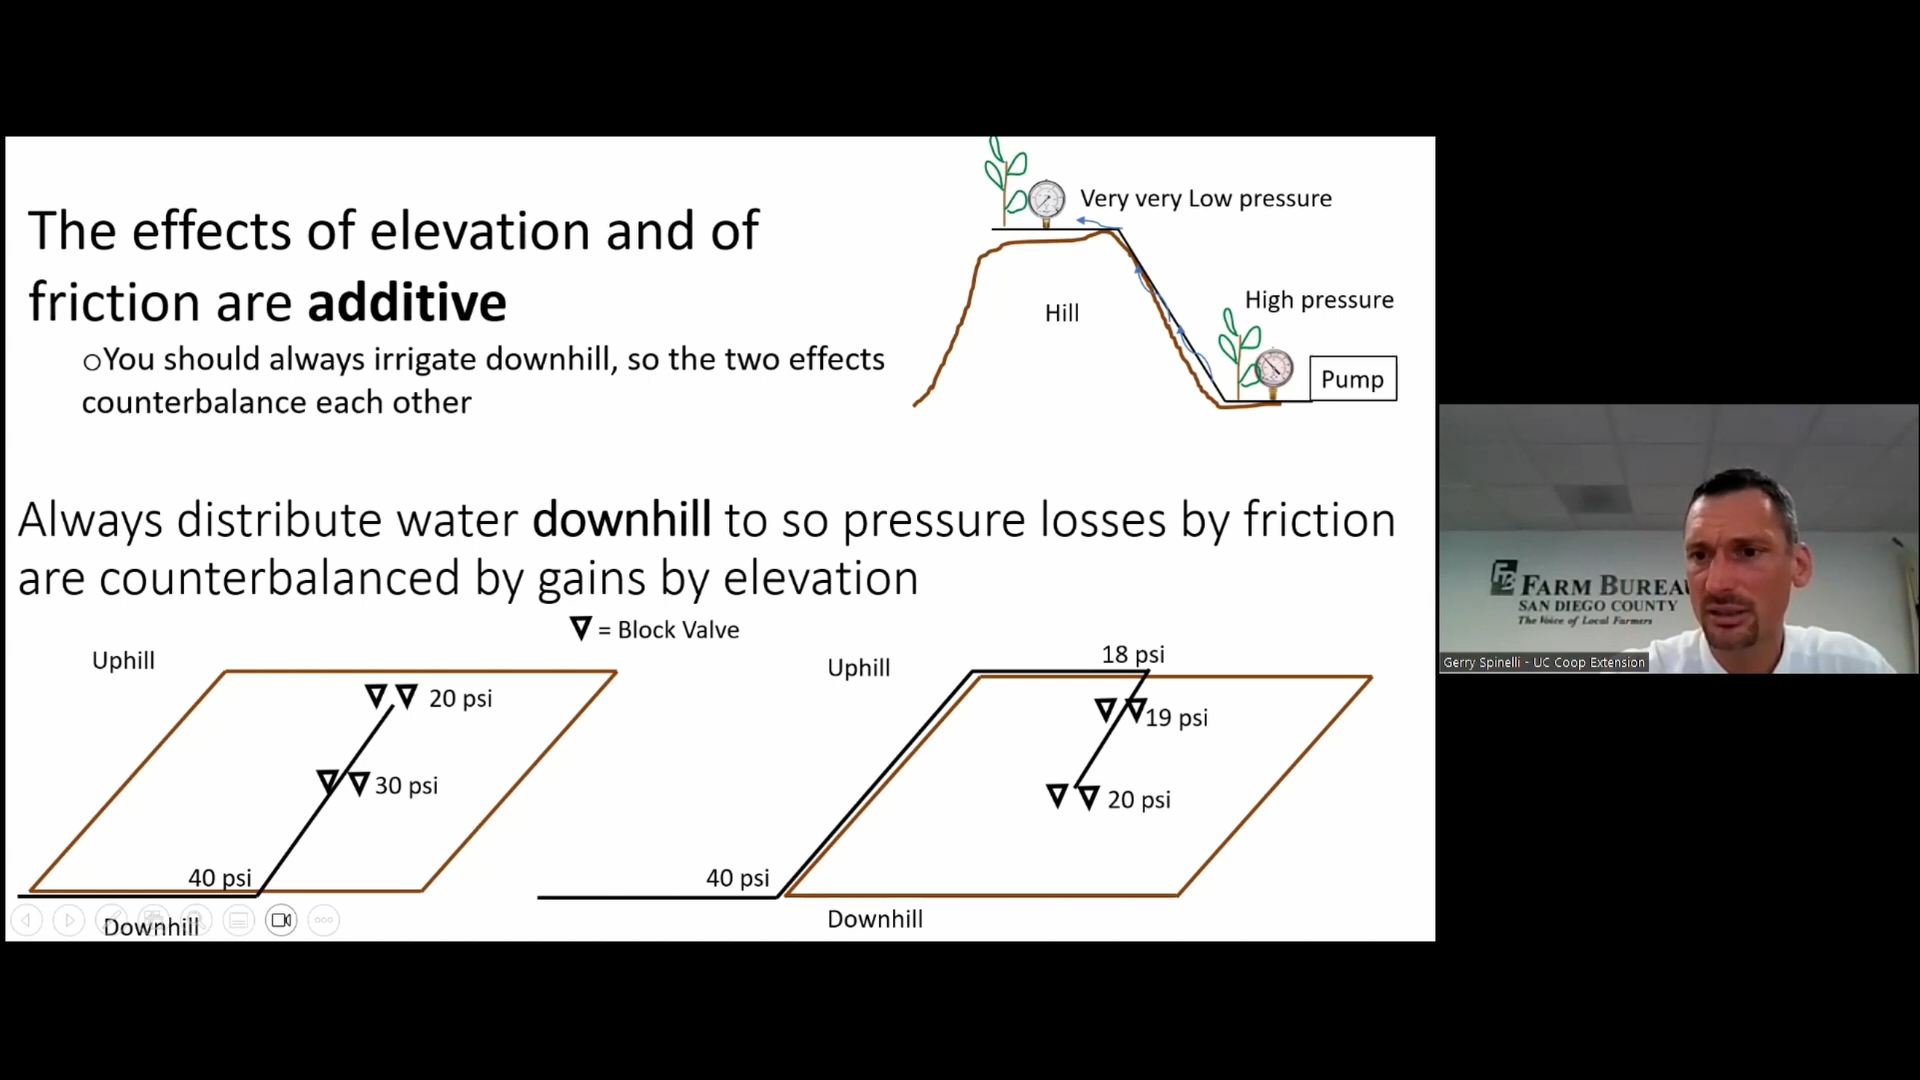 The effects of elevation and of
friction are additive
oYou should always irrigate downhill, so the two effects
counterbalance each other
Very very Low pressure
High pressure
Hill
Pump
Always distribute water downhill to so pressure losses by friction
are counterbalanced by gains by elevation
∇ = Block Valve
Uphill
20 psi
30 psi
40 psi
Downhill
Uphill
18 psi
19 psi
20 psi
40 psi
Downhill
FB FARM BUREAU
SAN DIEGO COUNTY
The Voice of Local Farmers
Gerry Spinelli - UC Coop Extension